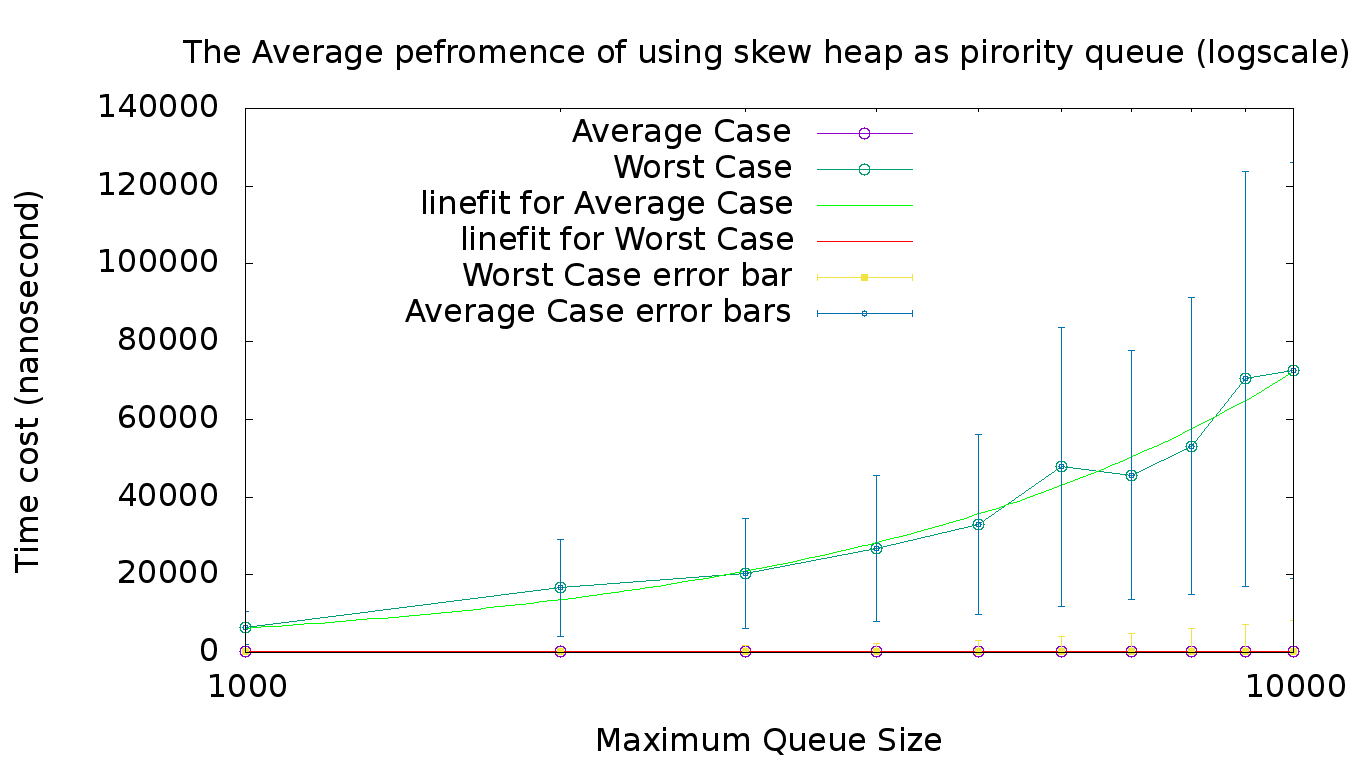 The Average pefromence of using skew heap as pirority queue (logscale)
140000
120000
100000
80000
60000
40000
20000
0
Time cost (nanosecond)
Average Case
Worst Case
linefit for Average Case
linefit for Worst Case
Worst Case error bar
Average Case error bars
1000
10000
Maximum Queue Size